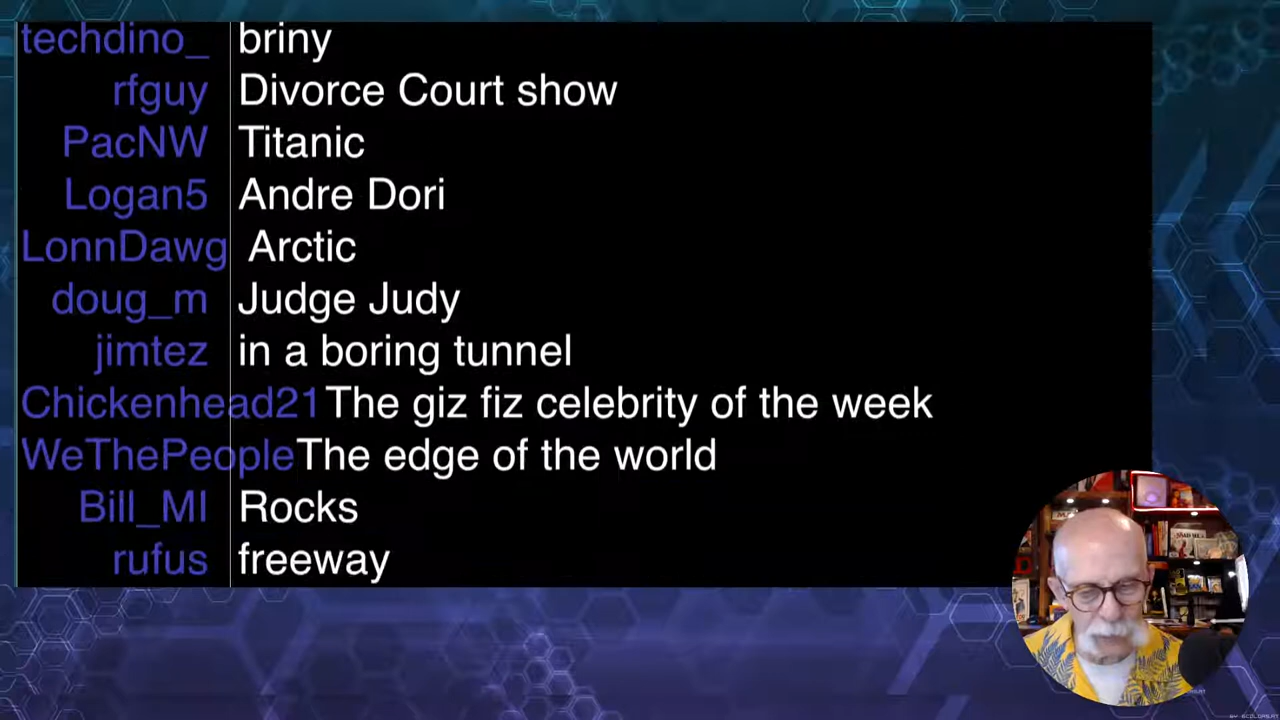 techdino_ briny
rfguy Divorce Court show
PacNW Titanic
Logan5 Andre Dori
LonnDawg Arctic
doug_m Judge Judy
jimtez in a boring tunnel
Chickenhead21 The giz fiz celebrity of the week
WeThePeople The edge of the world
Bill_MI Rocks
rufus freeway